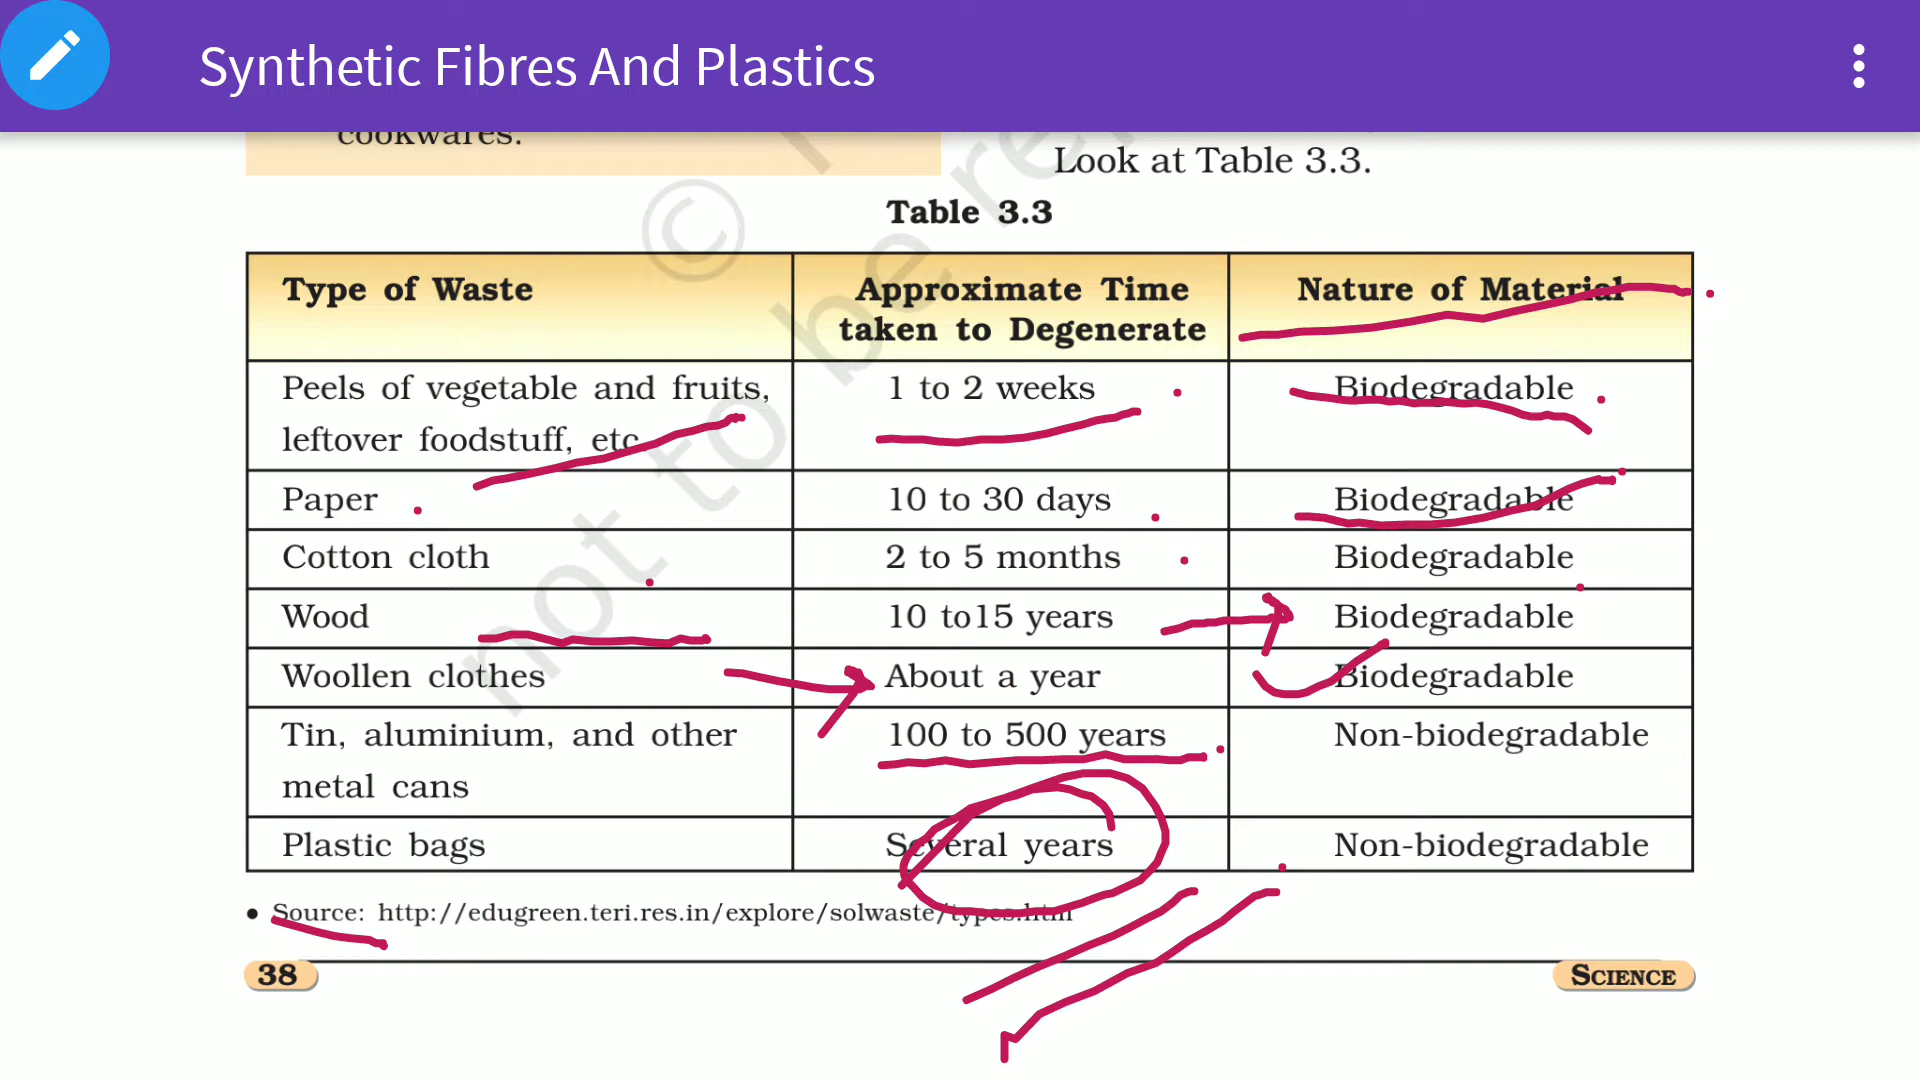 Synthetic Fibres And Plastics
cookwares.
Look at Table 3.3.
Table 3.3
Type of Waste
Approximate Time
taken to Degenerate
Nature of Material
Peels of vegetable and fruits,
leftover foodstuff, etc.
1 to 2 weeks
Biodegradable
Paper
10 to 30 days
Biodegradable
Cotton cloth
2 to 5 months
Biodegradable
Wood
10 to15 years
Biodegradable
Woollen clothes
About a year
Biodegradable
Tin, aluminium, and other
metal cans
100 to 500 years
Non-biodegradable
Plastic bags
Several years
Non-biodegradable
• Source: http://edugreen.teri.res.in/explore/solwaste/types.htm
38
SCIENCE
© not to be re